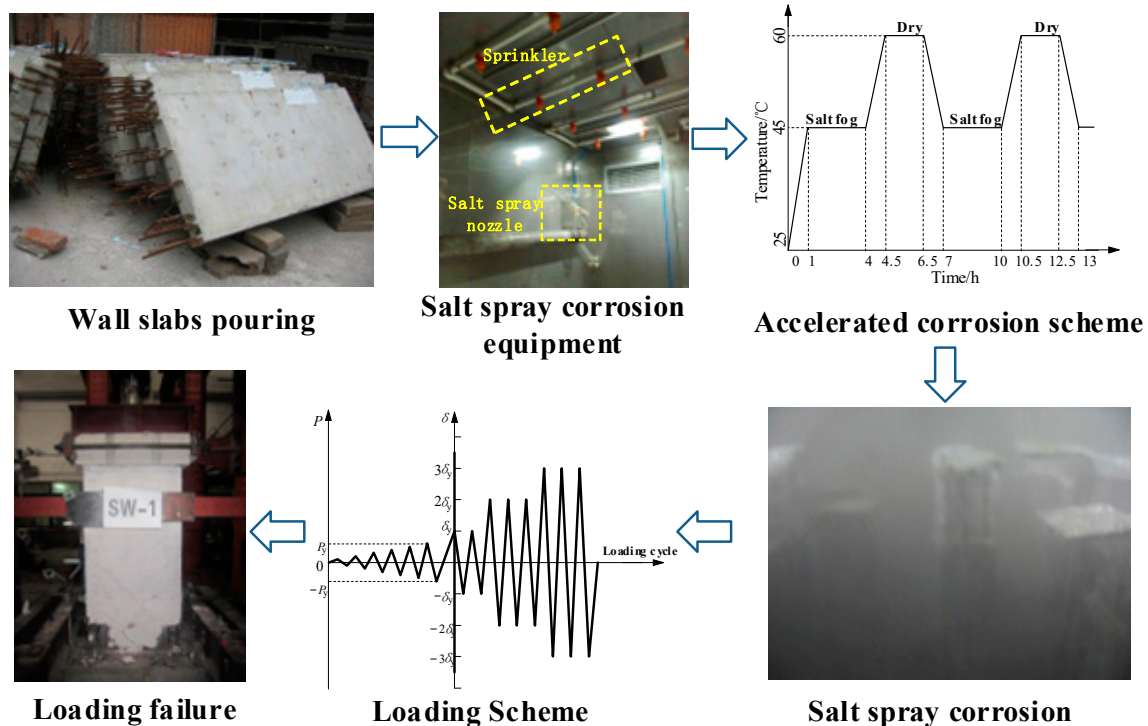 Sprinkler
Salt spray
nozzle
Temperature/℃
60
45
25
Dry
Dry
Salt fog
Salt fog
0 1 4 4.5 6.5 7 10 10.5 12.5 13
Time/h
Wall slabs pouring
Salt spray corrosion
equipment
Accelerated corrosion scheme
SW-1
P
δ
3δy
2δy
δy
Py
0
−Py
−δy
−2δy
−3δy
Loading cycle
Loading failure
Loading Scheme
Salt spray corrosion